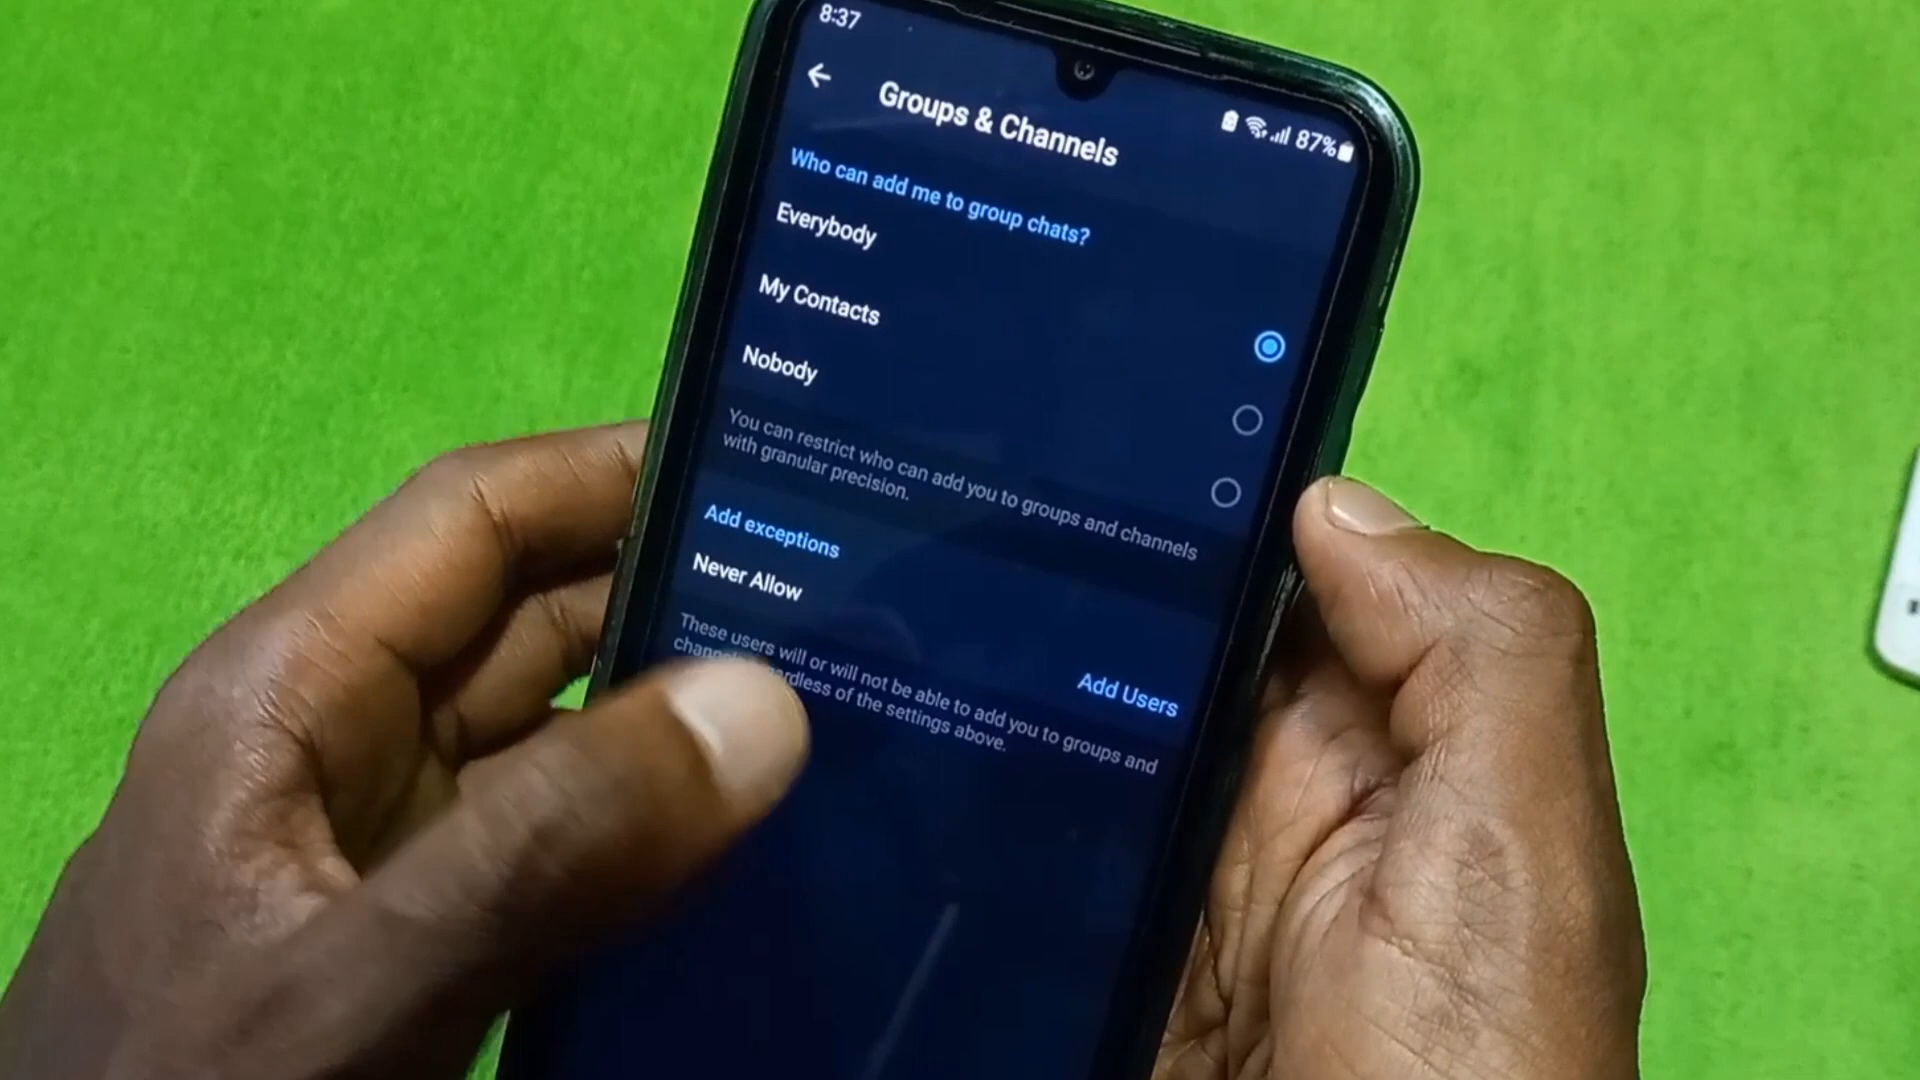 8:37
87%
Groups & Channels
Who can add me to group chats?
Everybody
My Contacts
Nobody
You can restrict who can add you to groups and channels
with granular precision.
Add exceptions
Never Allow
Add Users
These users will or will not be able to add you to groups and
of the settings above.